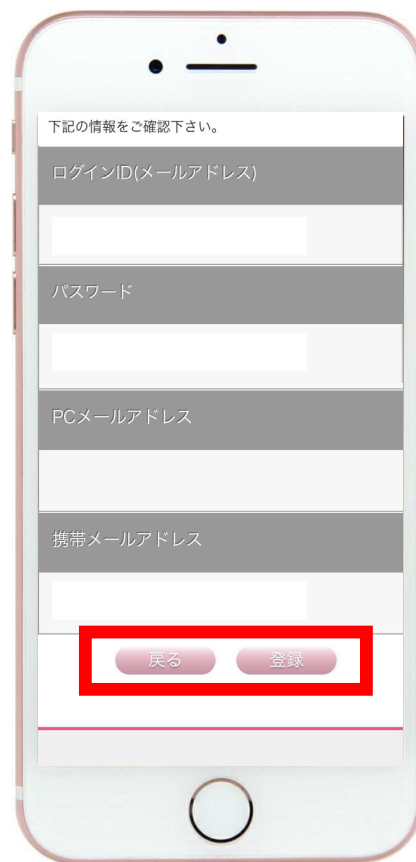 下記の情報をご確認下さい。
ログインID(メールアドレス)
パスワード
PCメールアドレス
携帯メールアドレス
戻る 登録